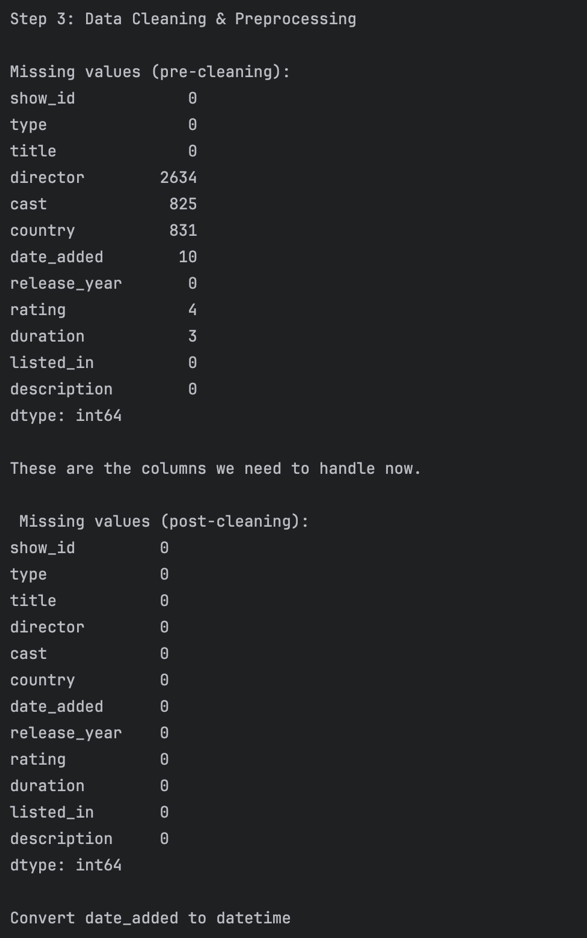 Step 3: Data Cleaning & Preprocessing
Missing values (pre-cleaning):
show_id 0
type 0
title 0
director 2634
cast 825
country 831
date_added 10
release_year 0
rating 4
duration 3
listed_in 0
description 0
dtype: int64
These are the columns we need to handle now.
Missing values (post-cleaning):
show_id 0
type 0
title 0
director 0
cast 0
country 0
date_added 0
release_year 0
rating 0
duration 0
listed_in 0
description 0
dtype: int64
Convert date_added to datetime